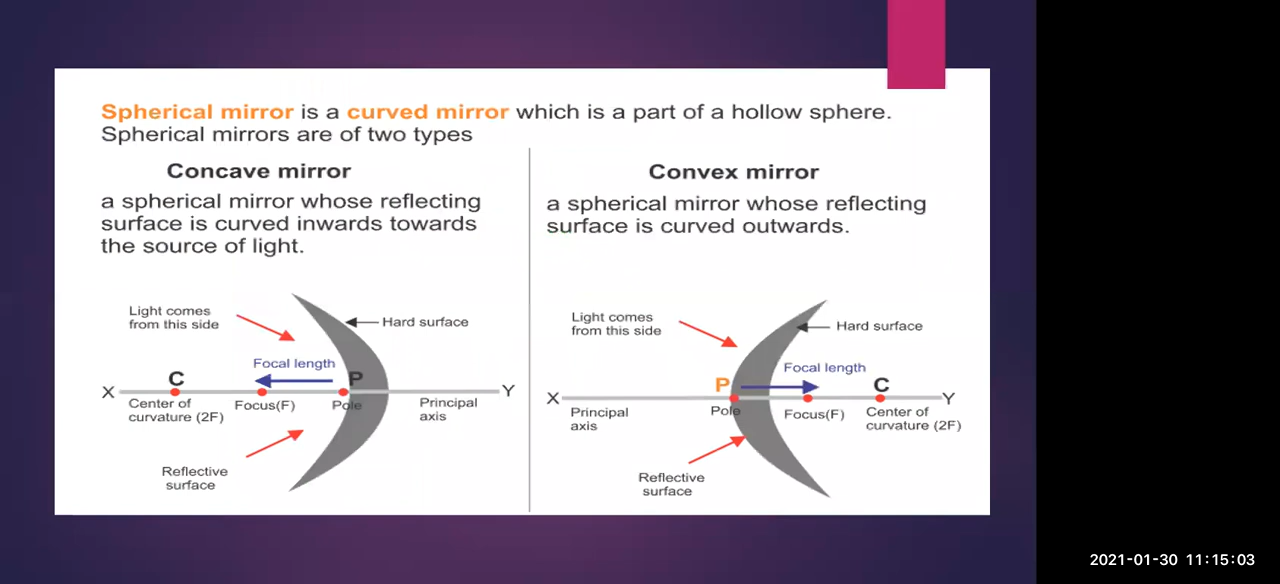 Spherical mirror is a curved mirror which is a part of a hollow sphere.
Spherical mirrors are of two types
Concave mirror
a spherical mirror whose reflecting
surface is curved inwards towards
the source of light.
Light comes
from this side
Hard surface
Focal length
C
P
X
Y
Center of
curvature (2F)
Focus(F)
Pole
Principal
axis
Reflective
surface
Convex mirror
a spherical mirror whose reflecting
surface is curved outwards.
Light comes
from this side
Hard surface
Focal length
P
C
X
Y
Principal
axis
Pole
Focus(F)
Center of
curvature (2F)
Reflective
surface
2021-01-30 11:15:03